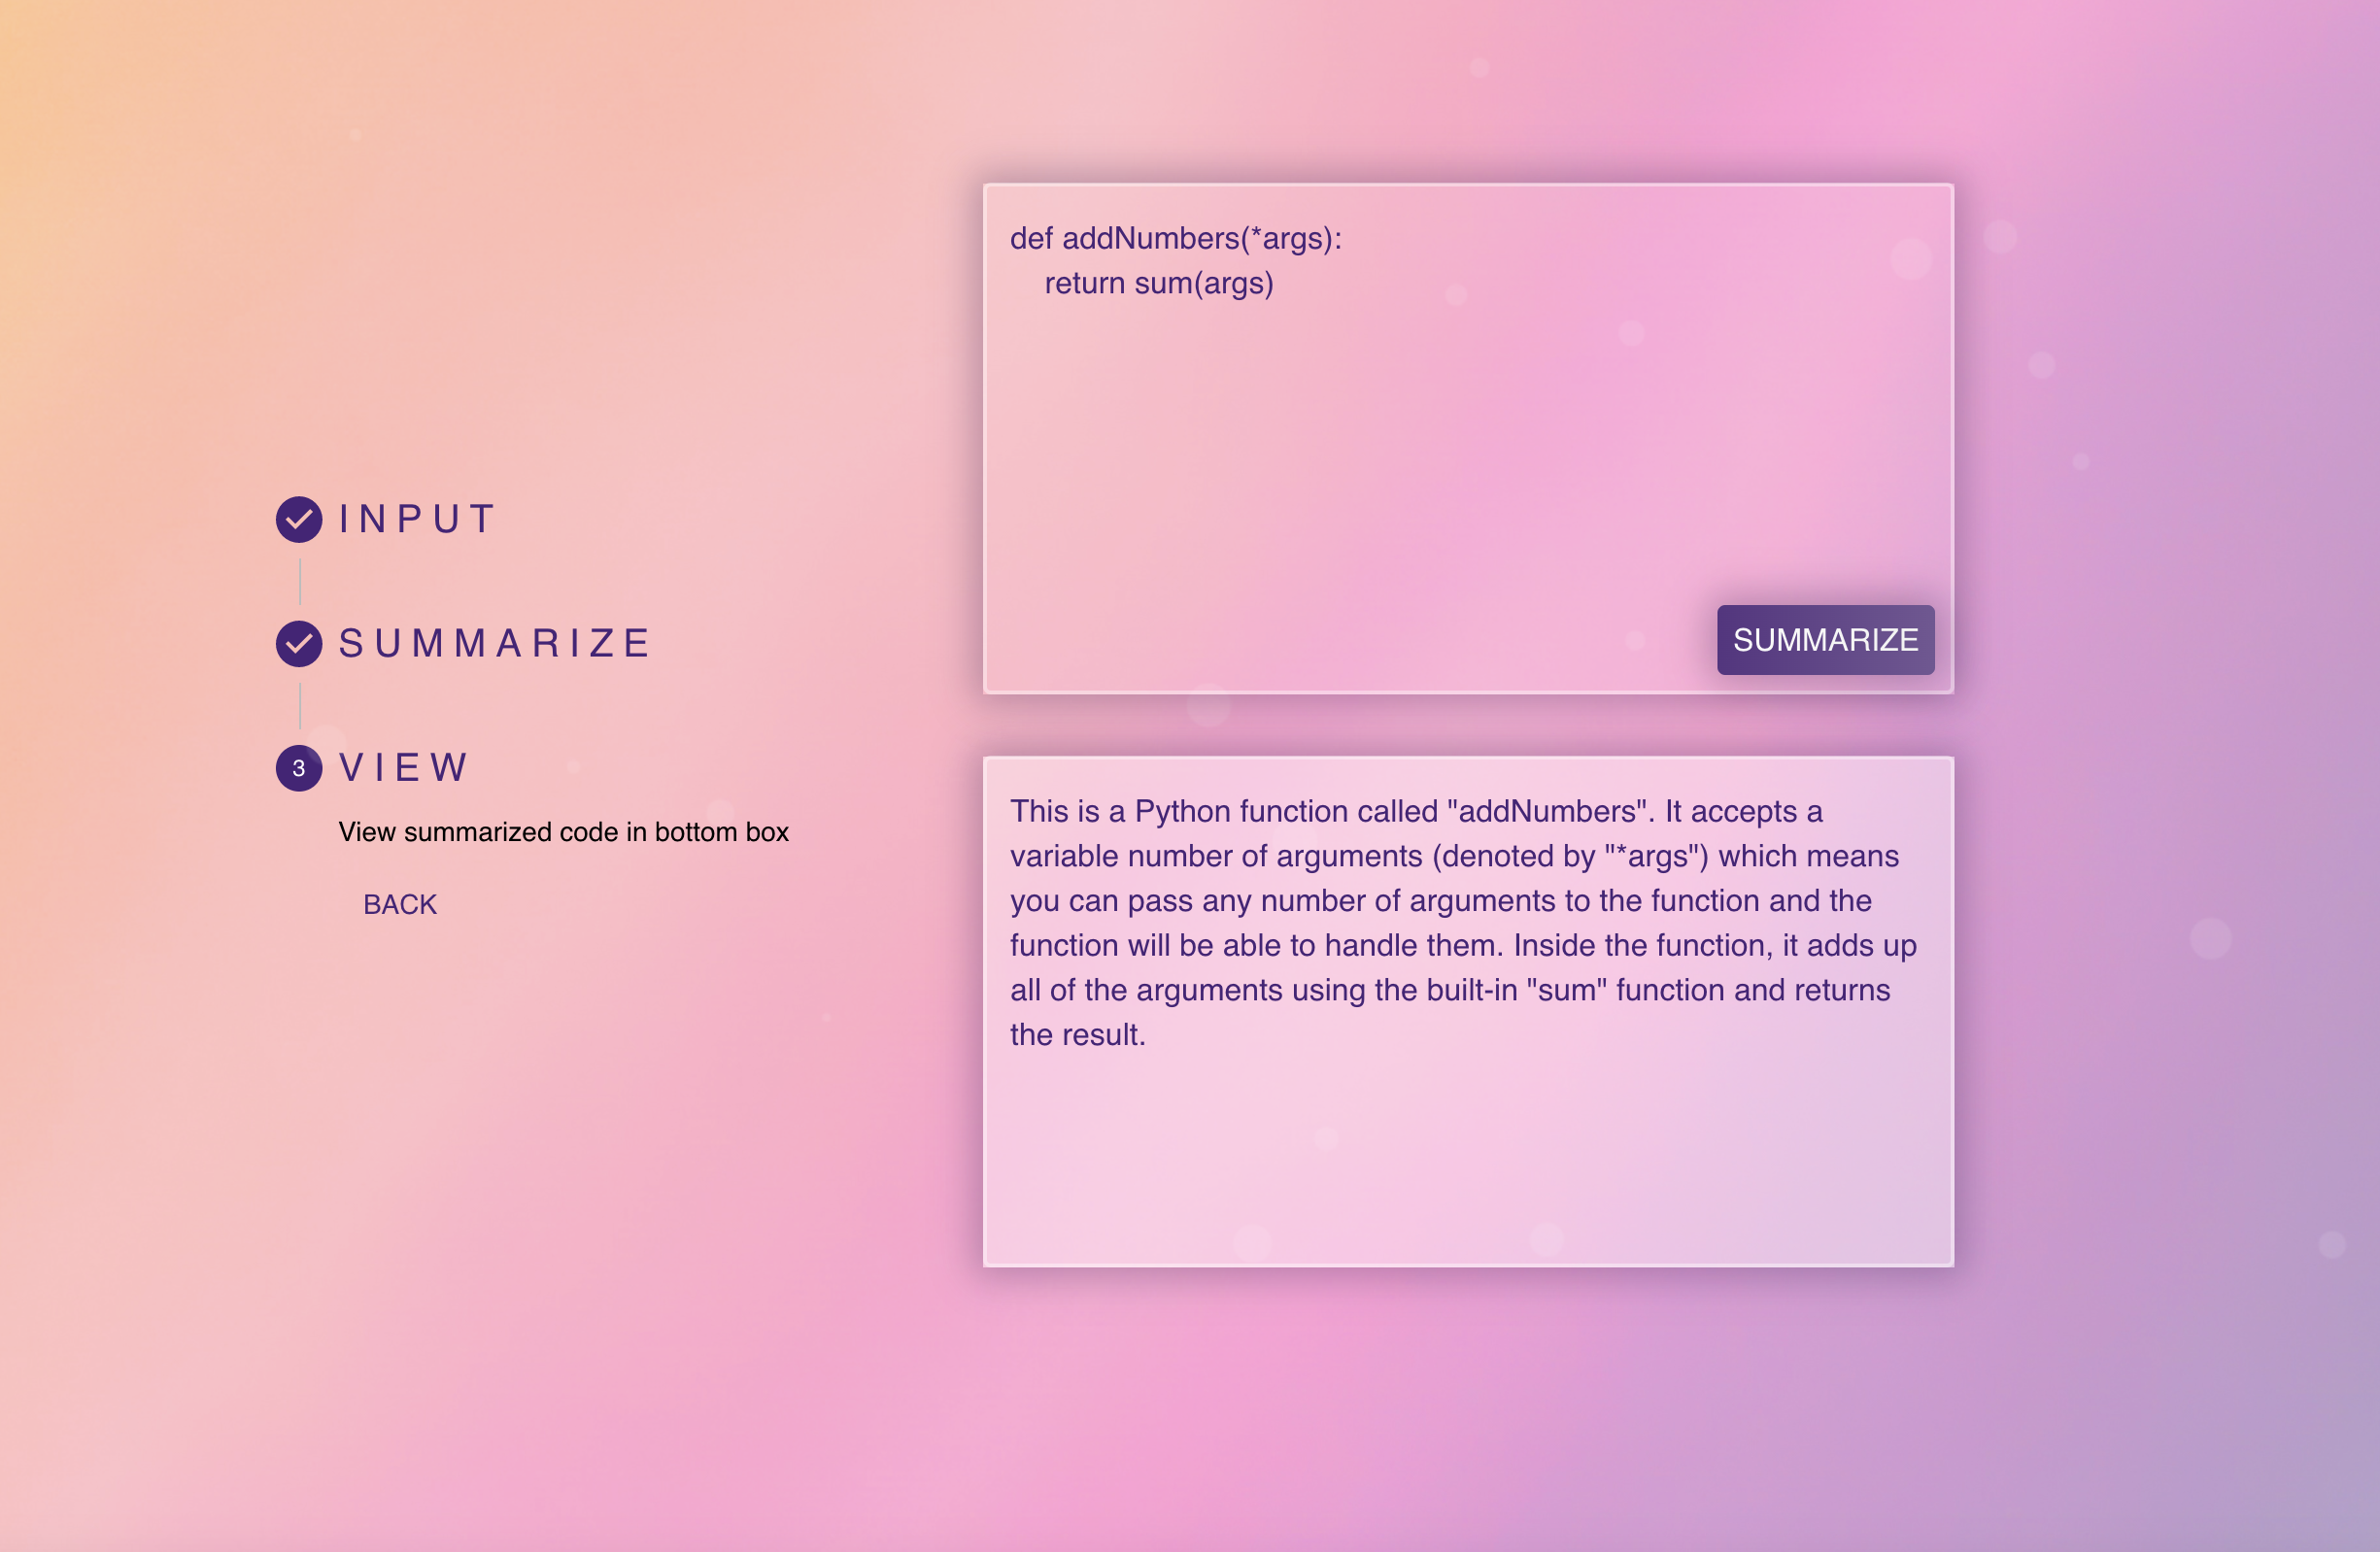 INPUT
SUMMARIZE
3 VIEW
View summarized code in bottom box
BACK
def addNumbers(*args):
    return sum(args)
SUMMARIZE
This is a Python function called "addNumbers". It accepts a
variable number of arguments (denoted by "*args") which means
you can pass any number of arguments to the function and the
function will be able to handle them. Inside the function, it adds up
all of the arguments using the built-in "sum" function and returns
the result.